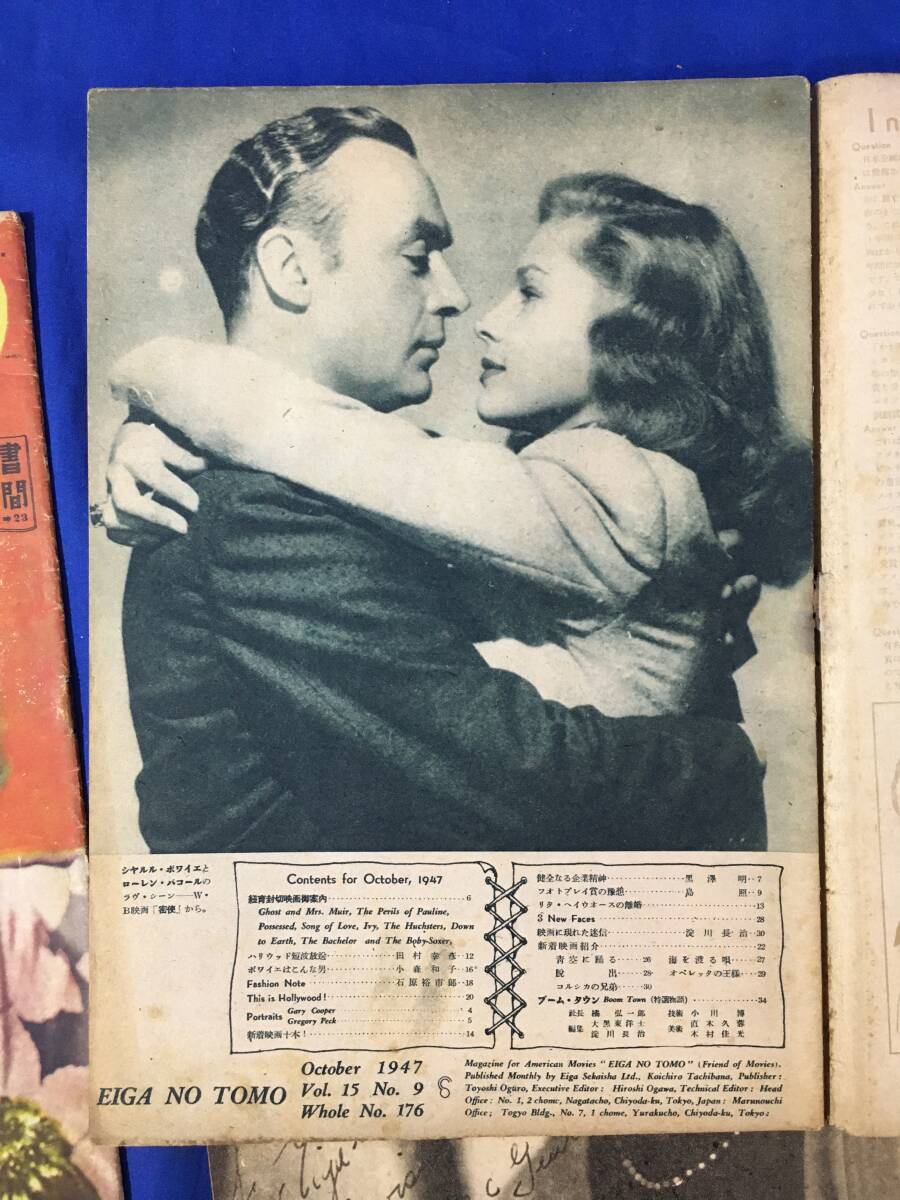 書
間
23
シヤルル・ボワイエと
ローレン・バコールの
ラヴ・シーン——W・
B映画「密使」から。
Contents for October, 1947
紐育封切映画御案内 6
Ghost and Mrs. Muir, The Perils of Pauline,
Possessed, Song of Love, Ivy, The Huchsters, Down
to Earth, The Bachelor and The Boby-Soxer,
ハリウッド短波放送 田村幸彦 12
ボワイエはこんな男 小森和子 16
Fashion Note 石原裕市郎 18
This is Hollywood! 20
Portraits
Gary Cooper 4
Gregory Peck 5
新着映画十本! 14
健全なる企業精神 黒澤明 7
フオトプレイ賞の豫想 島照 9
リタ・ヘイウオースの離婚 13
3 New Faces 28
映画に現れた迷信 淀川長治 30
新着映画紹介 22
青空に踊る 26 海を渡る唄 27
脱出 28 オペレッタの王様 29
コルシカの兄弟 30
ブーム・タウン Boom Town (特選物語) 34
社長 橘弘一郎 技術 小川博
編集 大黒東洋士 美術 直木久蓉
淀川長治 木村佳光
EIGA NO TOMO
October 1947
Vol. 15 No. 9
Whole No. 176
Magazine for American Movies "EIGA NO TOMO" (Friend of Movies).
Published Monthly by Eiga Sekaisha Ltd., Koichiro Tachibana, Publisher:
Toyoshi Oguro, Executive Editor: Hiroshi Ogawa, Technical Editor: Head
Office: No. 1, 2 chome, Nagatacho, Chiyoda-ku, Tokyo, Japan: Marunouchi
Office; Togyo Bldg., No. 7, 1 chome, Yurakucho, Chiyoda-ku, Tokyo:
In
Question
Answer
Question
Answer